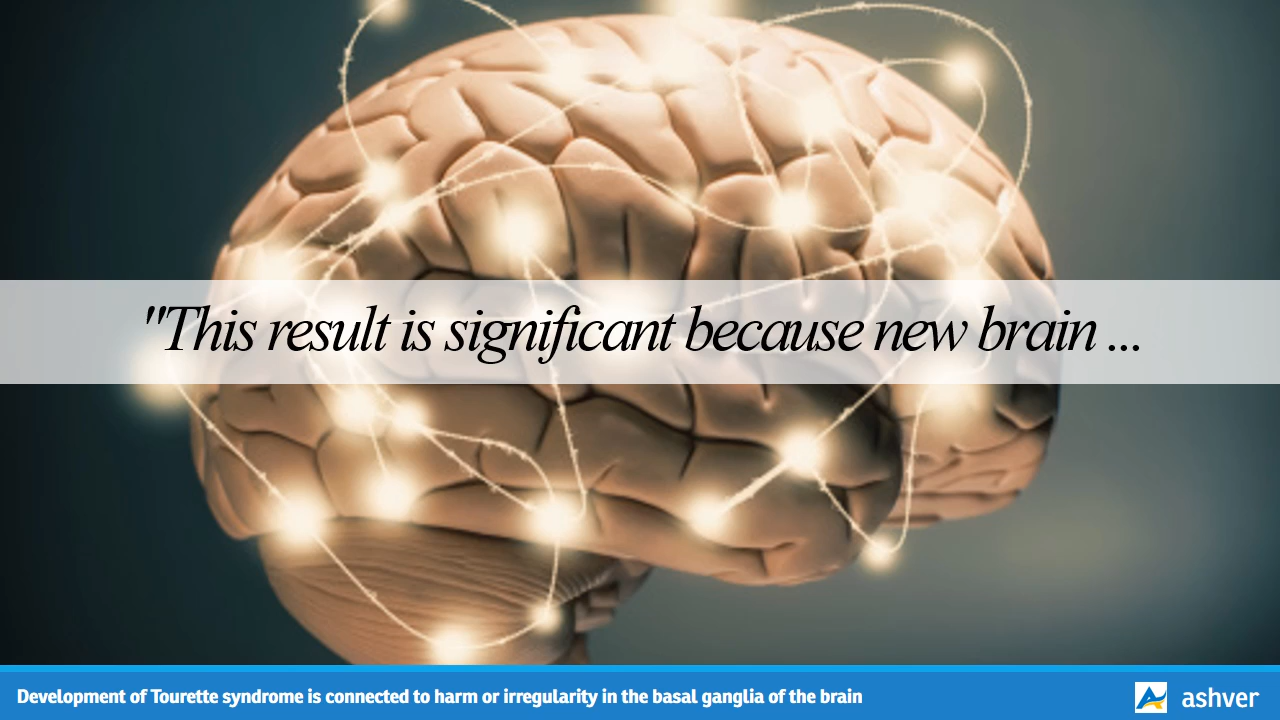 "This result is significant because new brain ...
Development of Tourette syndrome is connected to harm or irregularity in the basal ganglia of the brain
ashver